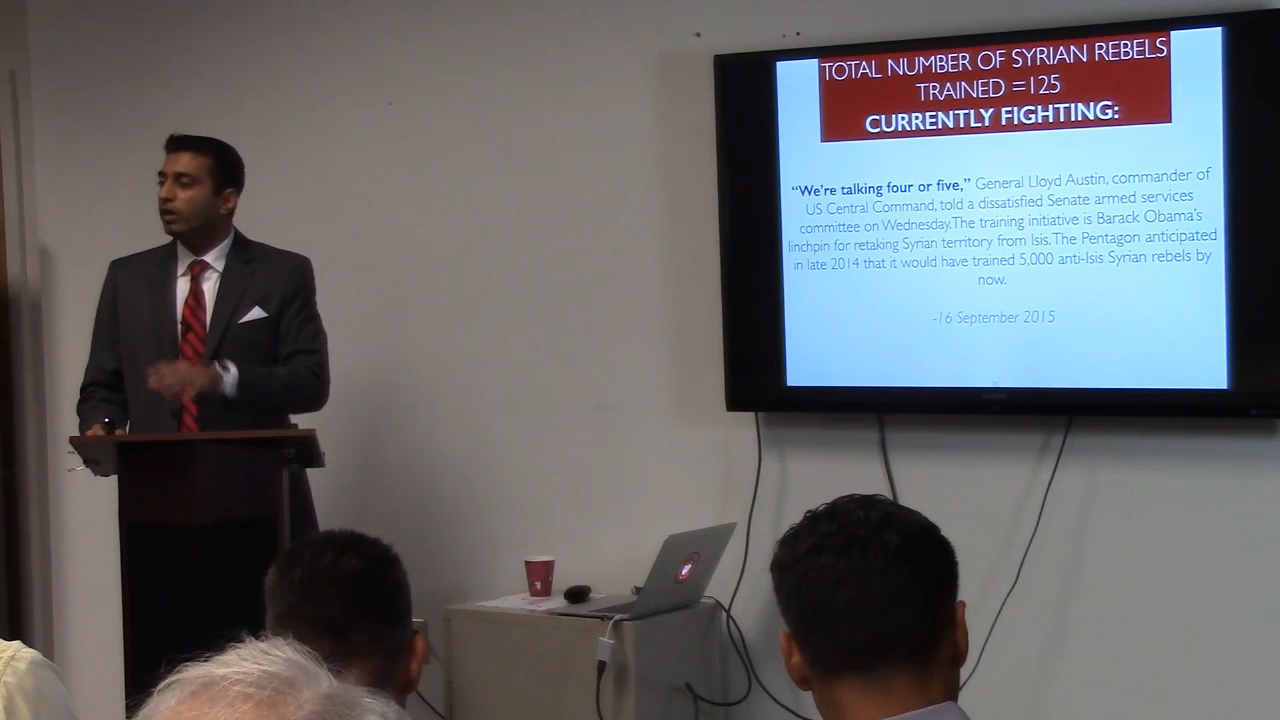 TOTAL NUMBER OF SYRIAN REBELS
TRAINED =125
CURRENTLY FIGHTING:
“We’re talking four or five,” General Lloyd Austin, commander of
US Central Command, told a dissatisfied Senate armed services
committee on Wednesday. The training initiative is Barack Obama’s
linchpin for retaking Syrian territory from Isis. The Pentagon anticipated
in late 2014 that it would have trained 5,000 anti-Isis Syrian rebels by
now.
-16 September 2015